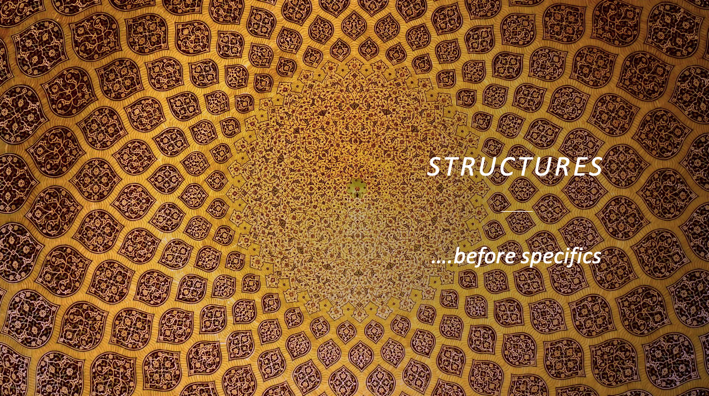 STRUCTURES
....before specifics